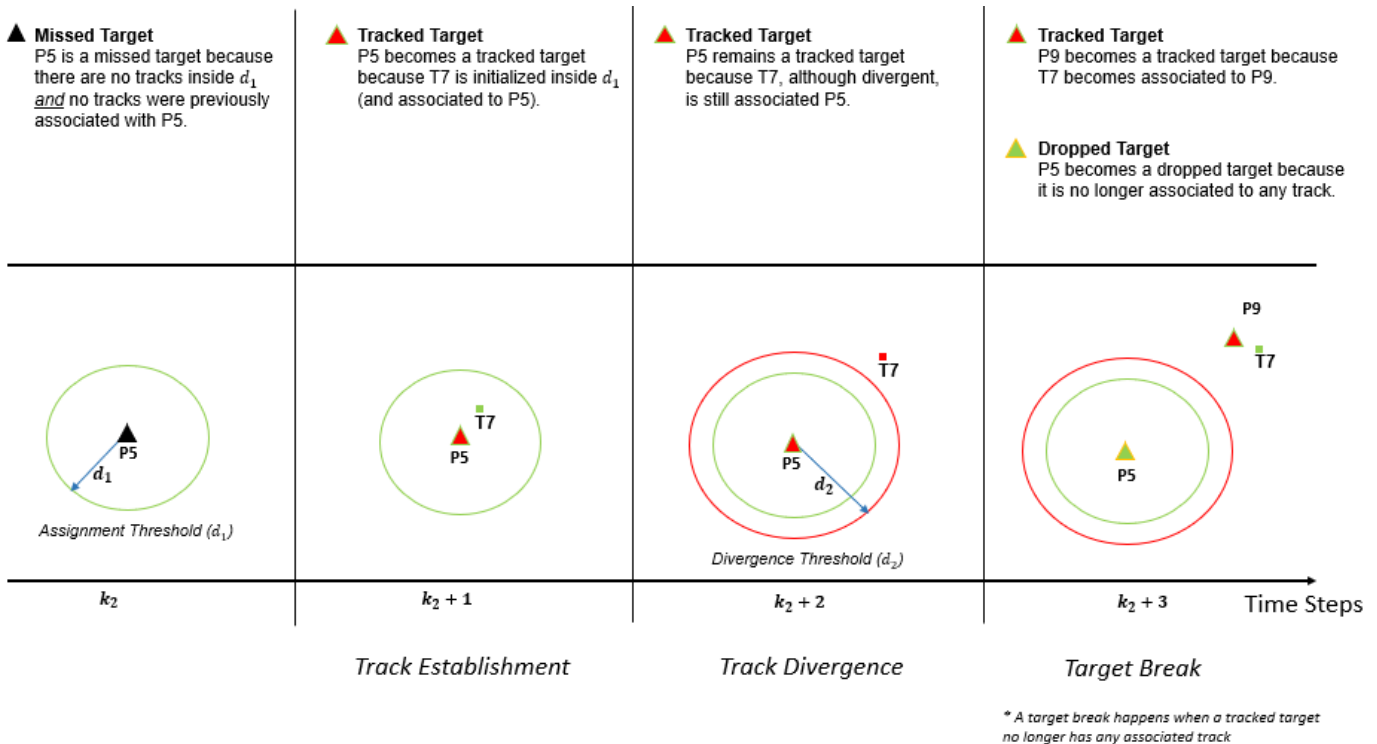 Missed Target
P5 is a missed target because
there are no tracks inside d₁
and no tracks were previously
associated with P5.
Tracked Target
P5 becomes a tracked target
because T7 is initialized inside d₁
(and associated to P5).
Tracked Target
P5 remains a tracked target
because T7, although divergent,
is still associated P5.
Tracked Target
P9 becomes a tracked target because
T7 becomes associated to P9.
Dropped Target
P5 becomes a dropped target because
it is no longer associated to any track.
P5
d₁
Assignment Threshold (d₁)
T7
P5
T7
P5
d₂
Divergence Threshold (d₂)
P9
T7
P5
k₂
k₂ + 1
k₂ + 2
k₂ + 3
Time Steps
Track Establishment
Track Divergence
Target Break
* A target break happens when a tracked target
no longer has any associated track